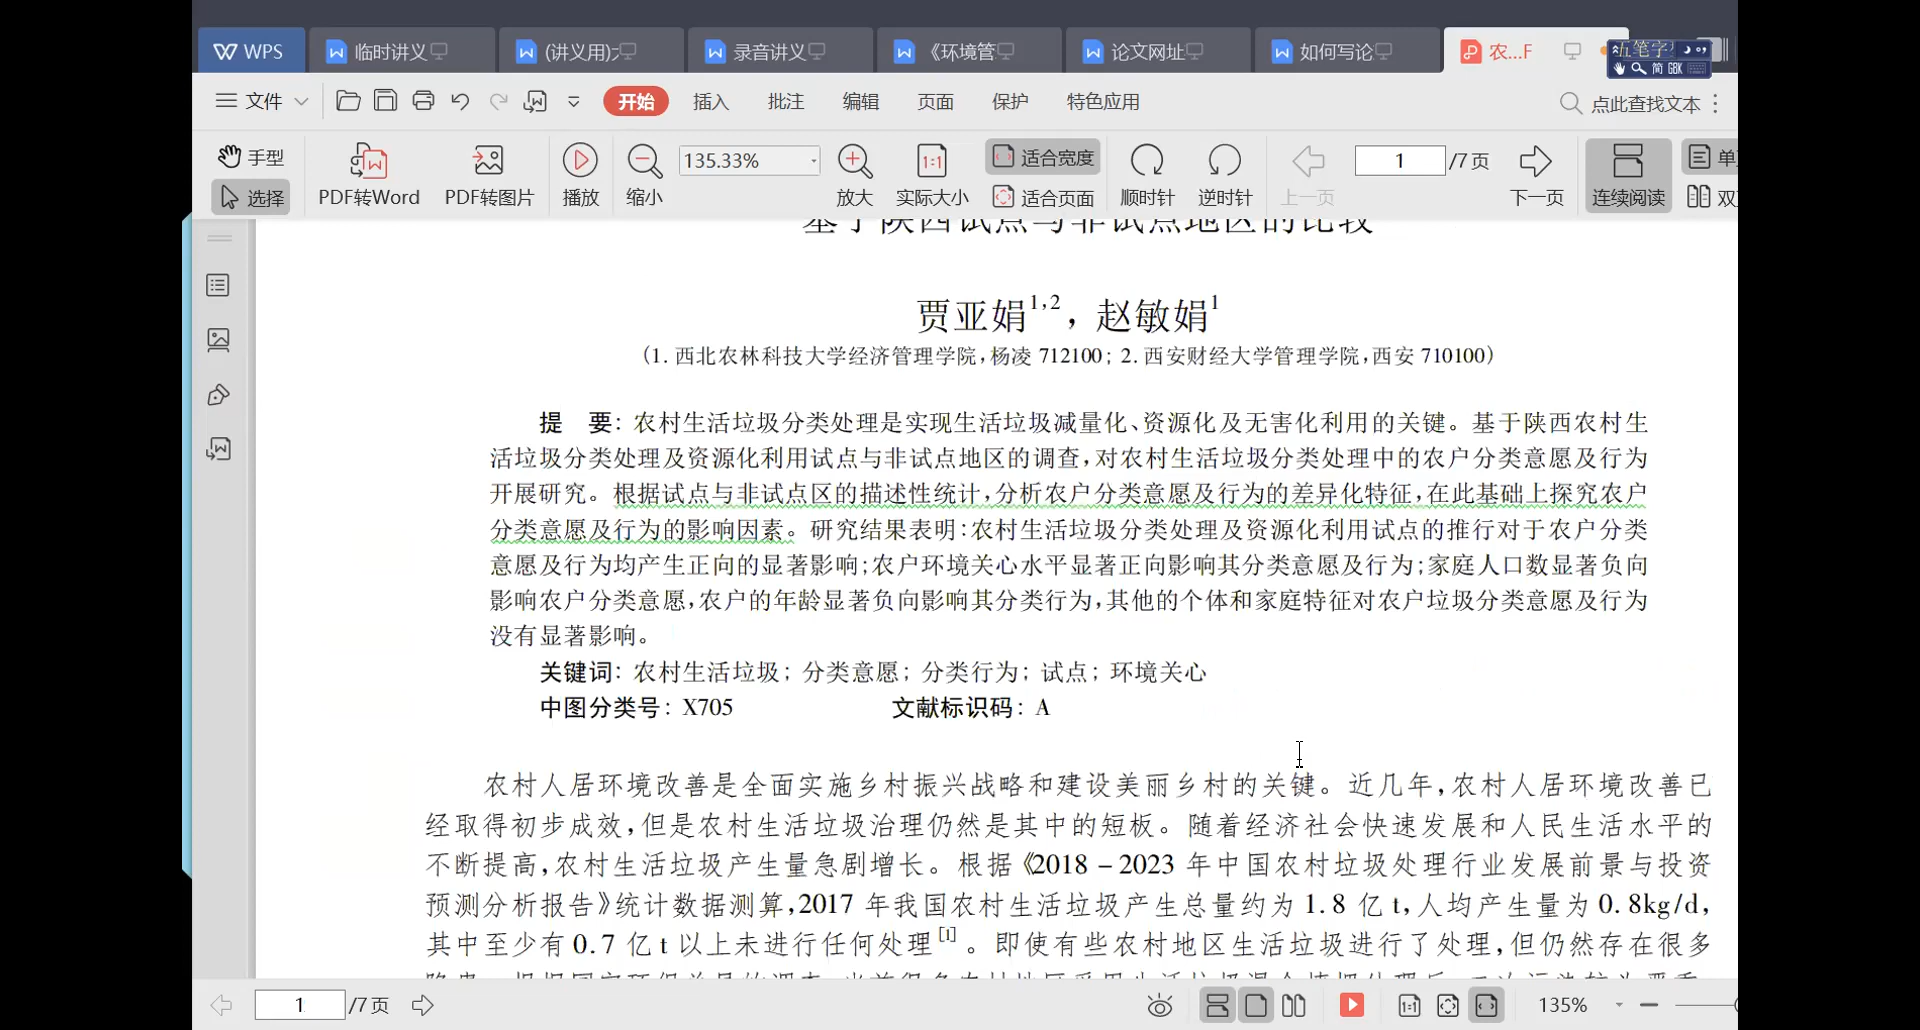 WPS 临时讲义 (讲义用) 录音讲义 《环境管 论文网址 如何写论 农...F 五笔字 简 GBK
文件 开始 插入 批注 编辑 页面 保护 特色应用 点此查找文本
手型 选择 PDF转Word PDF转图片 播放 缩小 135.33% 放大 1:1 实际大小 适合宽度 适合页面 顺时针 逆时针 上一页 1 /7页 下一页 连续阅读 单 双
基于陕西试点与非试点地区的比较
贾亚娟1,2，赵敏娟1
(1.西北农林科技大学经济管理学院,杨凌 712100; 2.西安财经大学管理学院,西安 710100)
提 要: 农村生活垃圾分类处理是实现生活垃圾减量化、资源化及无害化利用的关键。基于陕西农村生
活垃圾分类处理及资源化利用试点与非试点地区的调查,对农村生活垃圾分类处理中的农户分类意愿及行为
开展研究。根据试点与非试点区的描述性统计,分析农户分类意愿及行为的差异化特征,在此基础上探究农户
分类意愿及行为的影响因素。研究结果表明:农村生活垃圾分类处理及资源化利用试点的推行对于农户分类
意愿及行为均产生正向的显著影响;农户环境关心水平显著正向影响其分类意愿及行为;家庭人口数显著负向
影响农户分类意愿,农户的年龄显著负向影响其分类行为,其他的个体和家庭特征对农户垃圾分类意愿及行为
没有显著影响。
关键词: 农村生活垃圾; 分类意愿; 分类行为; 试点; 环境关心
中图分类号: X705 文献标识码: A
农村人居环境改善是全面实施乡村振兴战略和建设美丽乡村的关键。近几年,农村人居环境改善已
经取得初步成效,但是农村生活垃圾治理仍然是其中的短板。随着经济社会快速发展和人民生活水平的
不断提高,农村生活垃圾产生量急剧增长。根据《2018－2023 年中国农村垃圾处理行业发展前景与投资
预测分析报告》统计数据测算,2017 年我国农村生活垃圾产生总量约为 1.8 亿 t,人均产生量为 0.8kg/d,
其中至少有 0.7 亿 t 以上未进行任何处理[1]。即使有些农村地区生活垃圾进行了处理,但仍然存在很多
1 /7页 1:1 135%